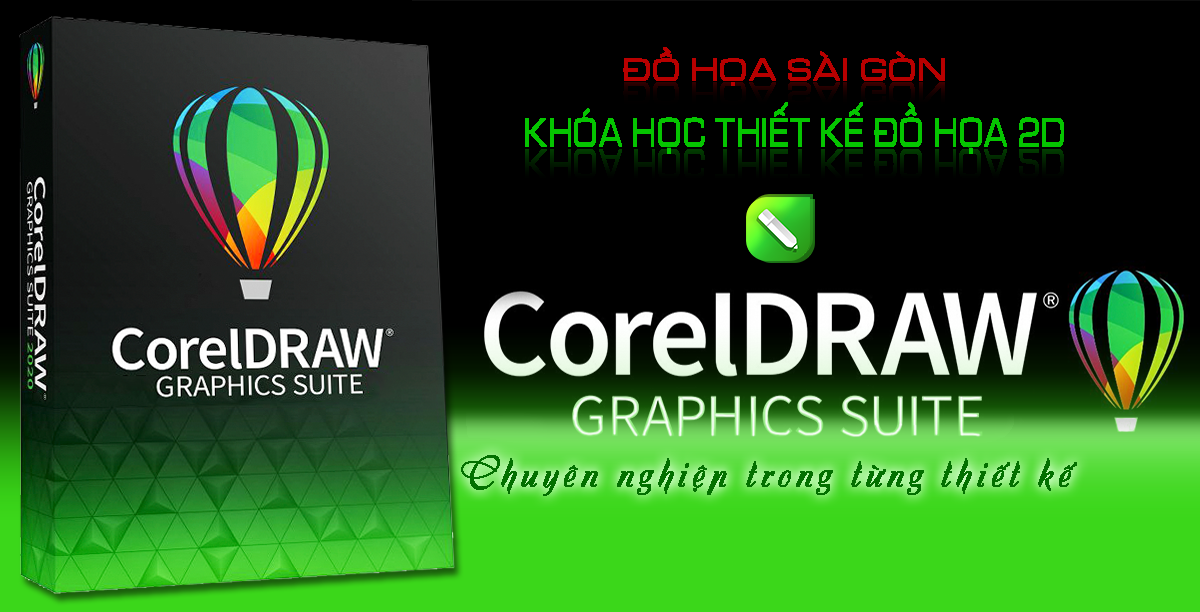 CorelDRAW®
GRAPHICS SUITE 2020
CorelDRAW®
GRAPHICS SUITE
ĐỒ HỌA SÀI GÒN
KHÓA HỌC THIẾT KẾ ĐỒ HỌA 2D
CorelDRAW®
GRAPHICS SUITE
Chuyên nghiệp trong từng thiết kế